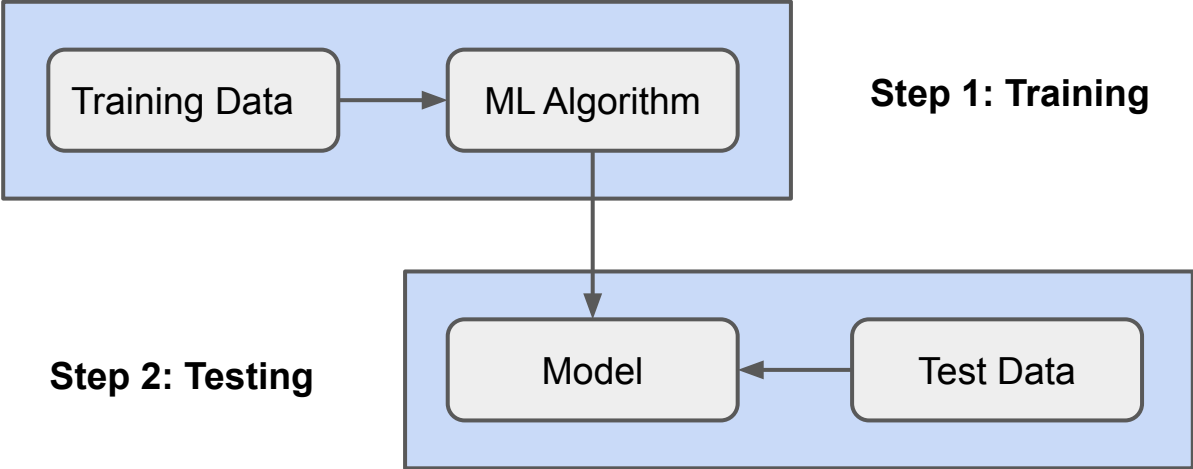 Training Data
ML Algorithm
Step 1: Training
Step 2: Testing
Model
Test Data